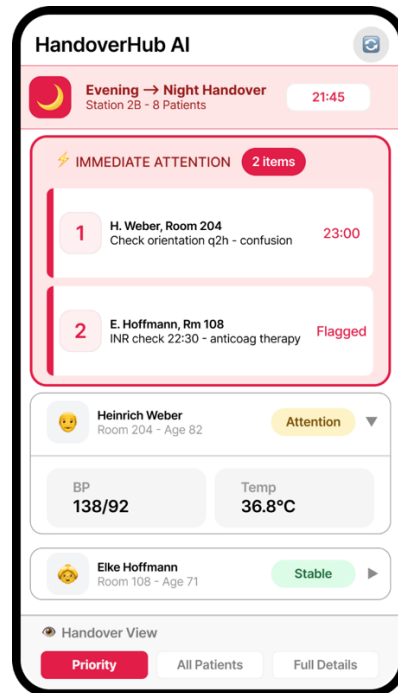 HandoverHub AI
Evening → Night Handover
Station 2B - 8 Patients
21:45
⚡ IMMEDIATE ATTENTION
2 items
1
H. Weber, Room 204
Check orientation q2h - confusion
23:00
2
E. Hoffmann, Rm 108
INR check 22:30 - anticoag therapy
Flagged
Heinrich Weber
Room 204 - Age 82
Attention
BP
138/92
Temp
36.8°C
Elke Hoffmann
Room 108 - Age 71
Stable
Handover View
Priority
All Patients
Full Details